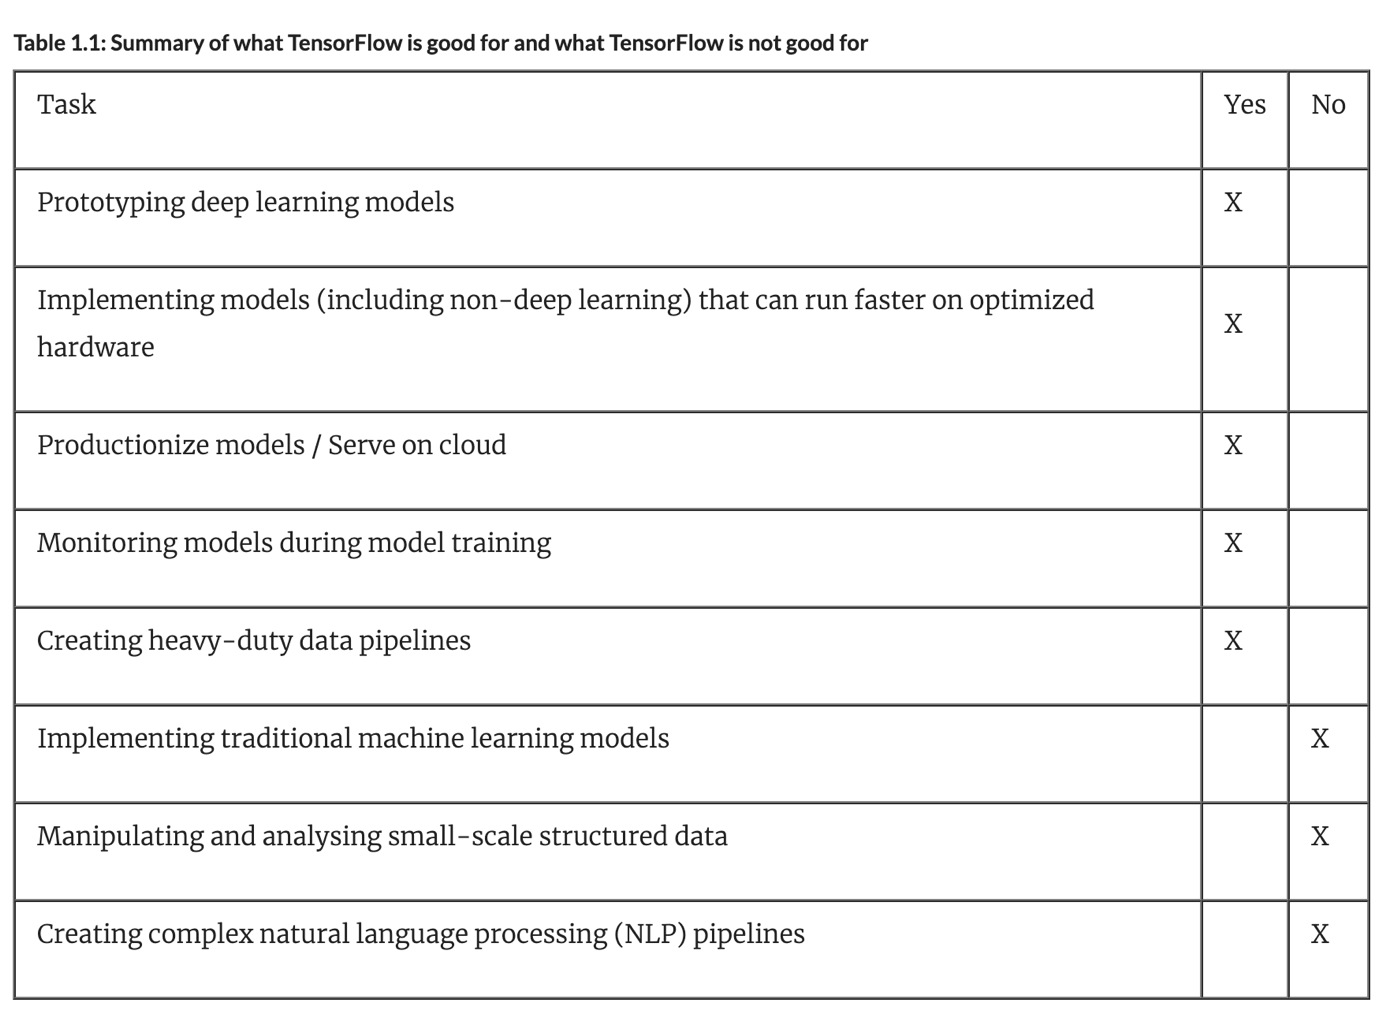 Table 1.1: Summary of what TensorFlow is good for and what TensorFlow is not good for
Task Yes No
Prototyping deep learning models X
Implementing models (including non-deep learning) that can run faster on optimized
hardware X
Productionize models / Serve on cloud X
Monitoring models during model training X
Creating heavy-duty data pipelines X
Implementing traditional machine learning models X
Manipulating and analysing small-scale structured data X
Creating complex natural language processing (NLP) pipelines X